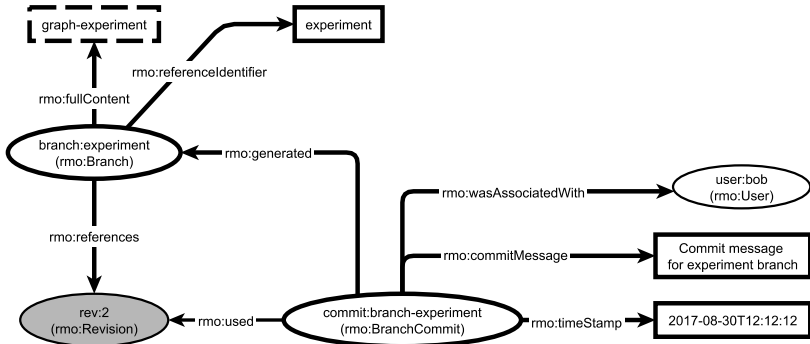 graph-experiment
experiment
rmo:referenceIdentifier
rmo:fullContent
branch:experiment
(rmo:Branch)
rmo:generated
user:bob
(rmo:User)
rmo:wasAssociatedWith
rmo:references
Commit message
for experiment branch
rmo:commitMessage
rev:2
(rmo:Revision)
rmo:used
commit:branch-experiment
(rmo:BranchCommit)
rmo:timeStamp
2017-08-30T12:12:12